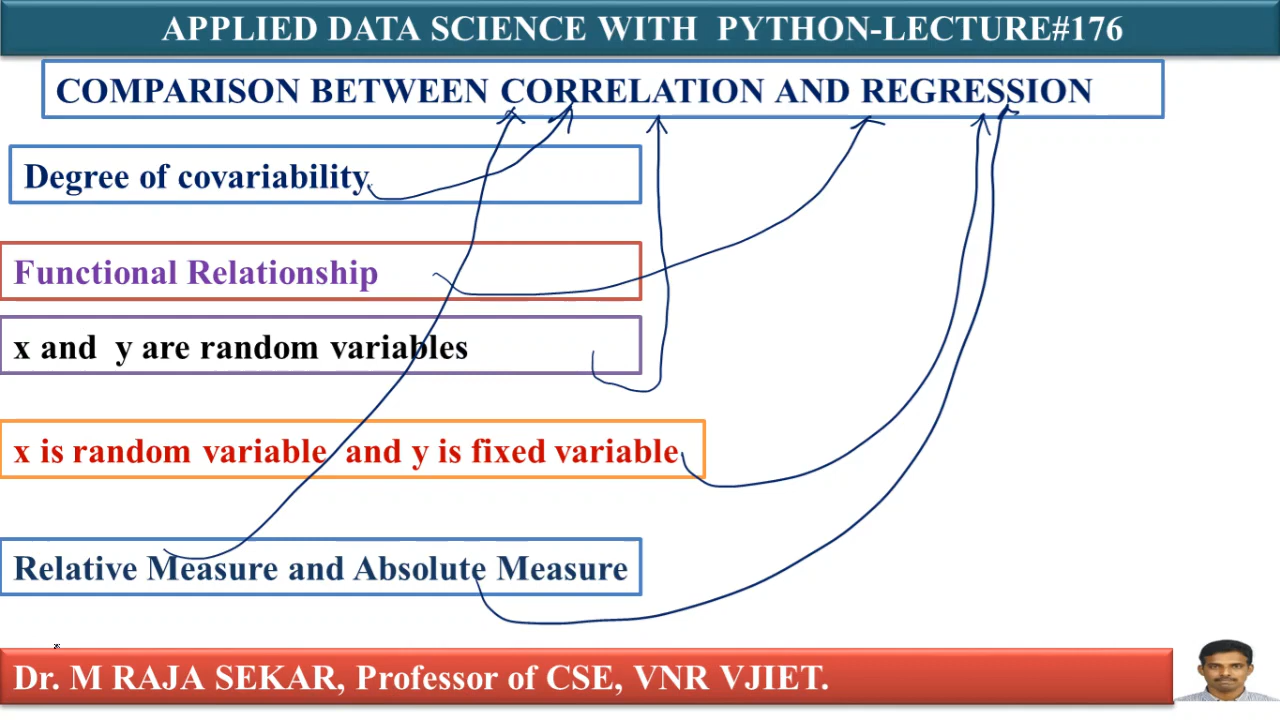 APPLIED DATA SCIENCE WITH PYTHON-LECTURE#176
COMPARISON BETWEEN CORRELATION AND REGRESSION
Degree of covariability
Functional Relationship
x and y are random variables
x is random variable and y is fixed variable
Relative Measure and Absolute Measure
Dr. M RAJA SEKAR, Professor of CSE, VNR VJIET.